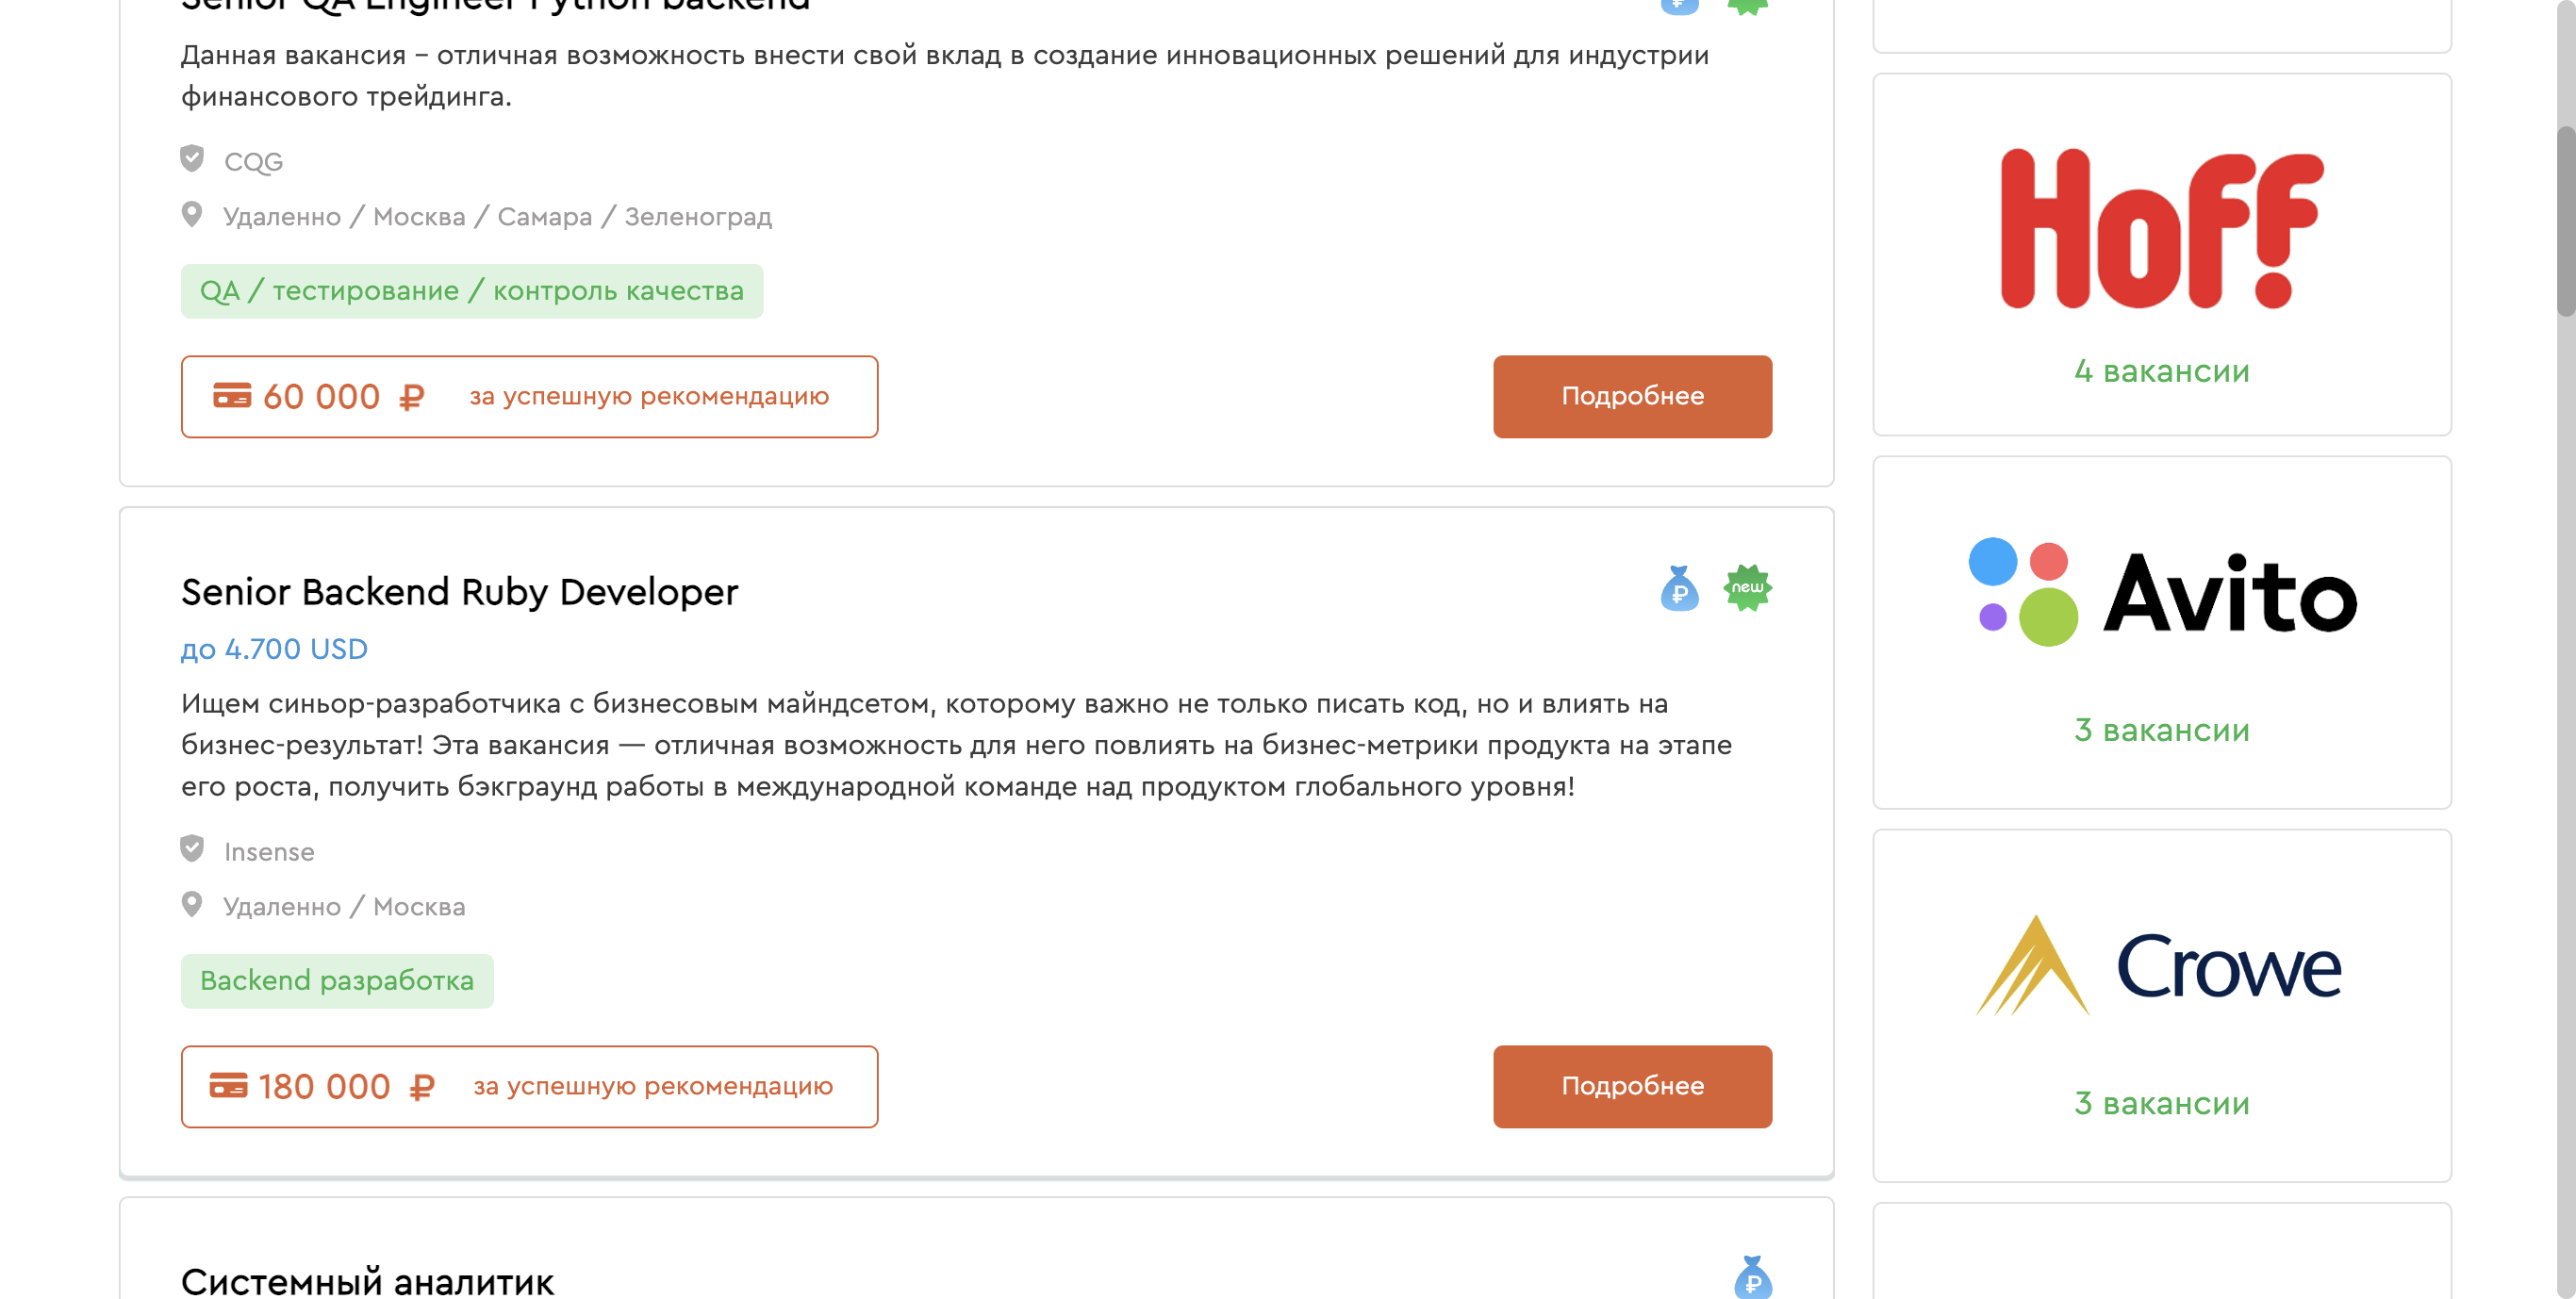 Senior QA Engineer Python backend
Данная вакансия – отличная возможность внести свой вклад в создание инновационных решений для индустрии
финансового трейдинга.
CQG
Удаленно / Москва / Самара / Зеленоград
QA / тестирование / контроль качества
60 000 ₽ за успешную рекомендацию
Подробнее
Senior Backend Ruby Developer
new
до 4.700 USD
Ищем синьор-разработчика с бизнесовым майндсетом, которому важно не только писать код, но и влиять на
бизнес-результат! Эта вакансия — отличная возможность для него повлиять на бизнес-метрики продукта на этапе
его роста, получить бэкграунд работы в международной команде над продуктом глобального уровня!
Insense
Удаленно / Москва
Backend разработка
180 000 ₽ за успешную рекомендацию
Подробнее
Системный аналитик
Hoff
4 вакансии
Avito
3 вакансии
Crowe
3 вакансии